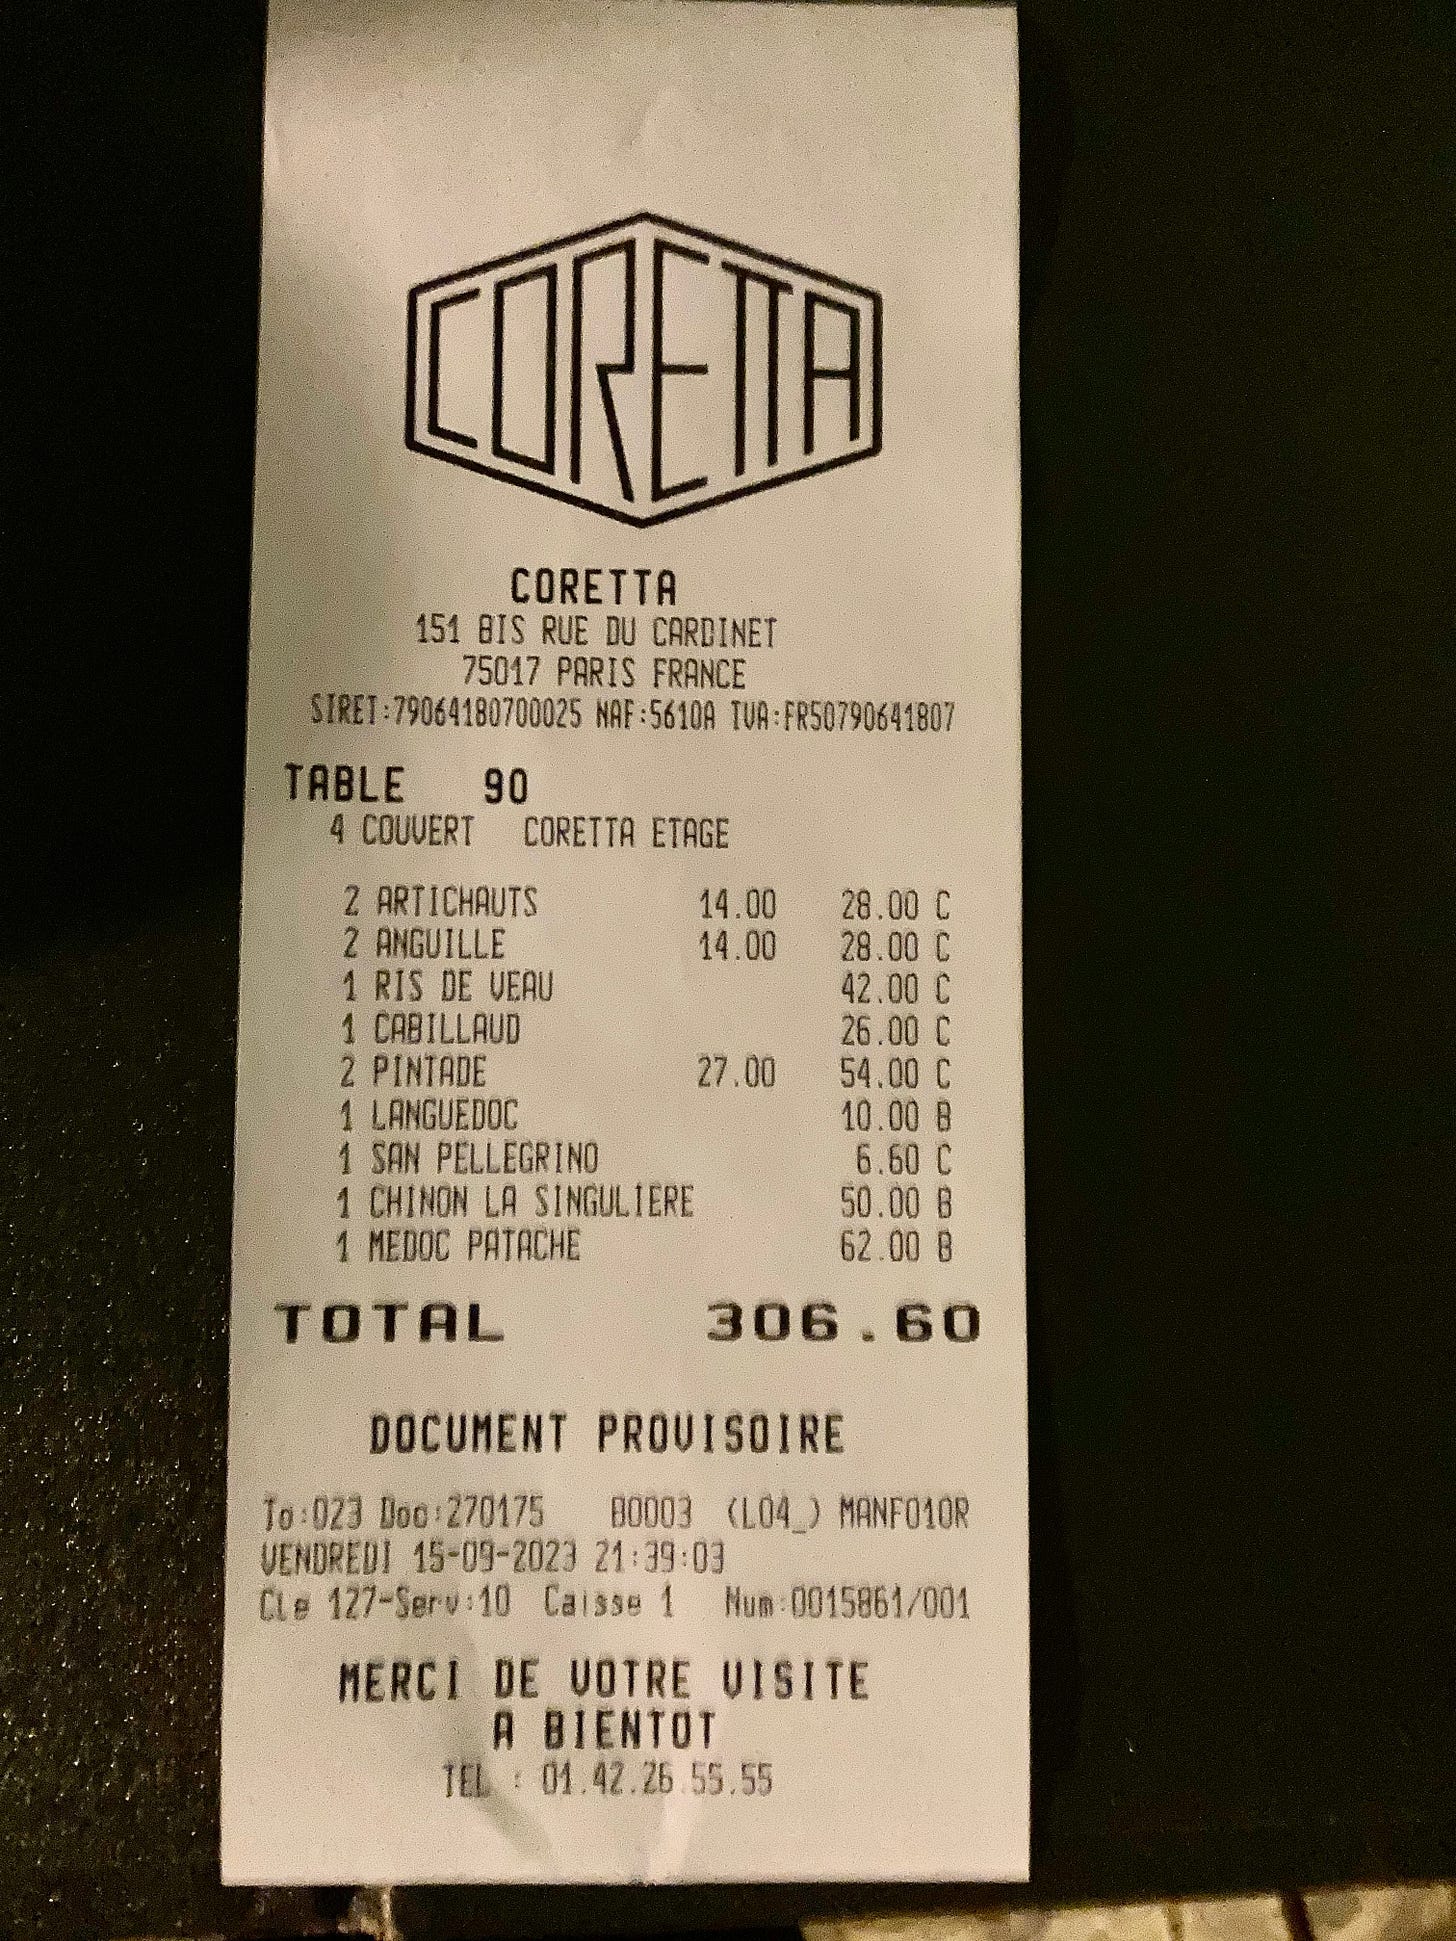 CORETTA
CORETTA
151 BIS RUE DU CARDINET
75017 PARIS FRANCE
SIRET:79064180700025 NAF:5610A TVA:FR50790641807
TABLE 90
4 COUVERT CORETTA ETAGE
2 ARTICHAUTS 14.00 28.00 C
2 ANGUILLE 14.00 28.00 C
1 RIS DE VEAU 42.00 C
1 CABILLAUD 26.00 C
2 PINTADE 27.00 54.00 C
1 LANGUEDOC 10.00 B
1 SAN PELLEGRINO 6.60 C
1 CHINON LA SINGULIERE 50.00 B
1 MEDOC PATACHE 62.00 B
TOTAL 306.60
DOCUMENT PROVISOIRE
To:023 Doc:270175 B0003 (L04_) MANF010R
VENDREDI 15-09-2023 21:39:03
Cle 127-Serv:10 Caisse 1 Num:0015861/001
MERCI DE VOTRE VISITE
A BIENTOT
TEL : 01.42.26.55.55